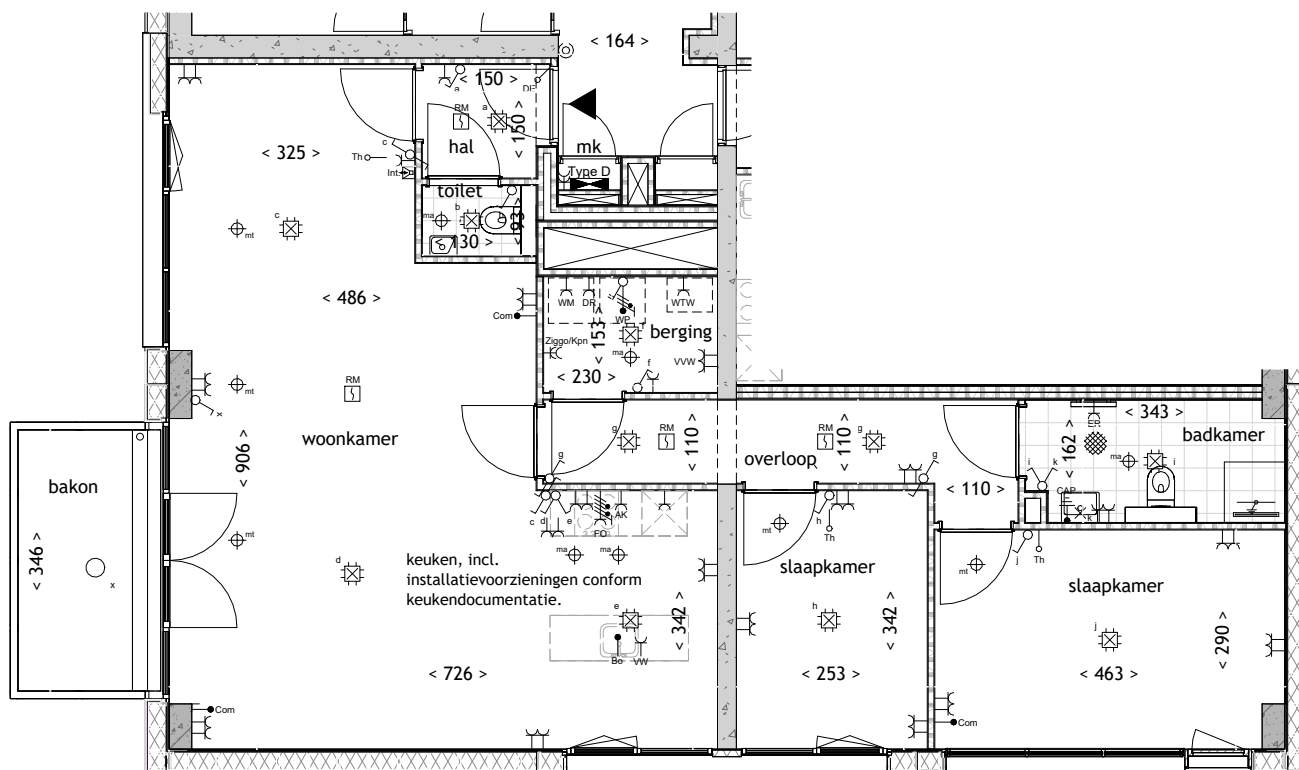 < 164 >
< 150 >
DF
a
RM
a
< 150 >
hal
mk
Type D
< 325 >
c
Th
Int
toilet
b
ma
< 93 >
< 130 >
c
mt
< 486 >
WM
DR
WP
WTW
Com
f
berging
< 153 >
Ziggo/Kpn
ma
VVW
f
< 230 >
RM
mt
x
< 343 >
badkamer
ER
< 162 >
ma
i
i
k
CAP
k
g
RM
< 110 >
RM
g
< 110 >
woonkamer
< 906 >
overloop
g
g
< 110 >
bakon
< 346 >
x
c
d
e
AK
FO
h
Th
mt
j
Th
mt
mt
ma
ma
d
keuken, incl.
installatievoorzieningen conform
keukendocumentatie.
slaapkamer
slaapkamer
e
< 342 >
h
< 342 >
j
< 290 >
Bo
VW
< 726 >
< 253 >
< 463 >
Com
Com